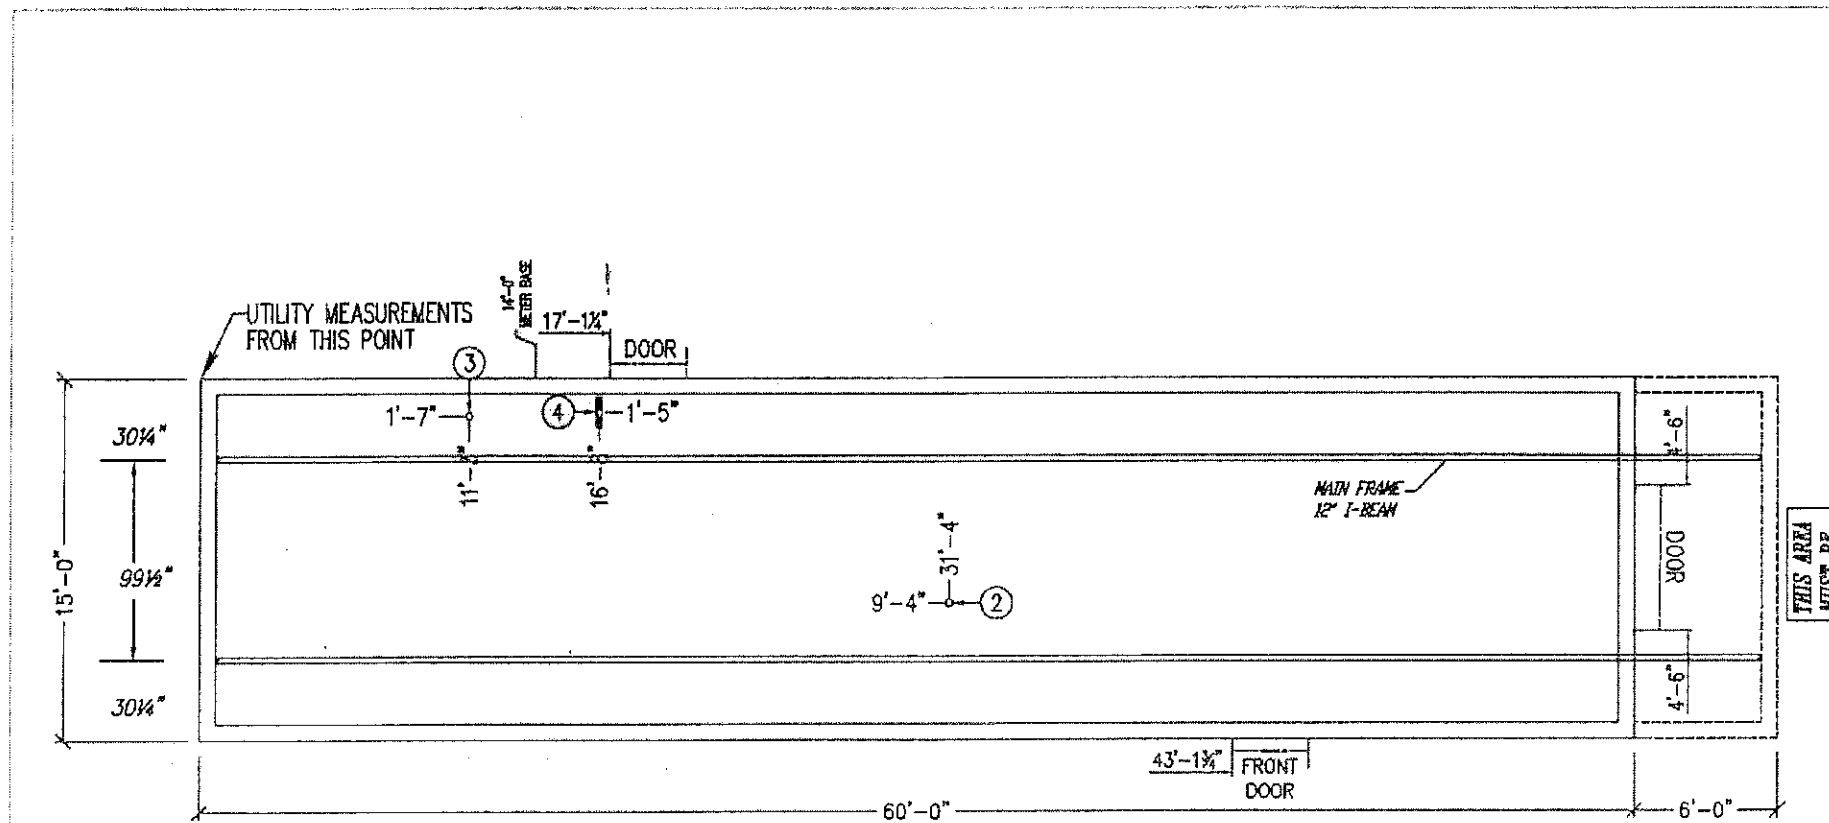 14'-0"
METER BASE
UTILITY MEASUREMENTS
FROM THIS POINT
17'-1¼"
DOOR
3
1'-7"
4
1'-5"
30¼"
11'-
16'-
4'-6"
MAIN FRAME
12" I-BEAM
15'-0"
99½"
31'-4"
9'-4"
2
DOOR
THIS AREA
MUST BE
30¼"
4'-6"
43'-1¾"
FRONT
DOOR
60'-0"
6'-0"